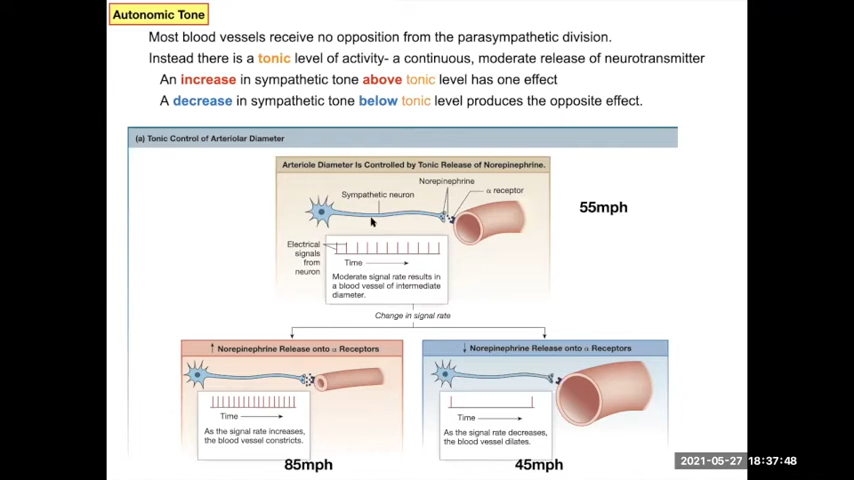 Autonomic Tone
Most blood vessels receive no opposition from the parasympathetic division.
Instead there is a tonic level of activity- a continuous, moderate release of neurotransmitter
An increase in sympathetic tone above tonic level has one effect
A decrease in sympathetic tone below tonic level produces the opposite effect.
(a) Tonic Control of Arteriolar Diameter
Arteriole Diameter Is Controlled by Tonic Release of Norepinephrine.
Norepinephrine
Sympathetic neuron
α receptor
55mph
Electrical
signals
from
neuron
Time
Moderate signal rate results in
a blood vessel of intermediate
diameter.
Change in signal rate
↑ Norepinephrine Release onto α Receptors
Time
As the signal rate increases,
the blood vessel constricts.
85mph
↓ Norepinephrine Release onto α Receptors
Time
As the signal rate decreases,
the blood vessel dilates.
45mph
2021-05-27 18:37:48